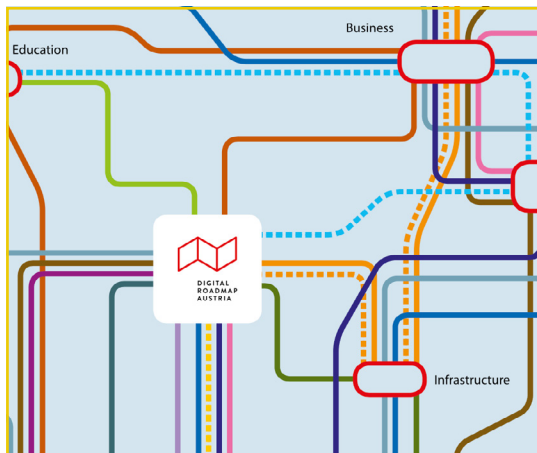 Business
Education
DIGITAL
ROADMAP
AUSTRIA
Infrastructure